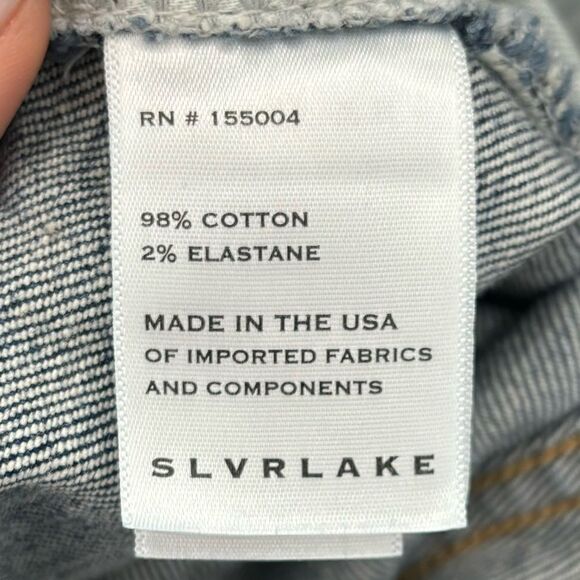 RN # 155004
98% COTTON
2% ELASTANE
MADE IN THE USA
OF IMPORTED FABRICS
AND COMPONENTS
SLVRLAKE